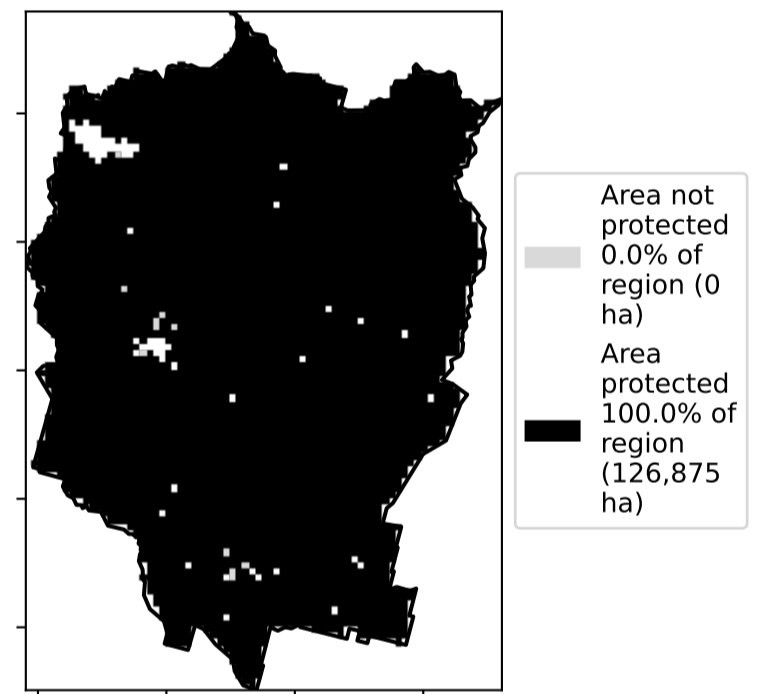 Area not
protected
0.0% of
region (0
ha)
Area
protected
100.0% of
region
(126,875
ha)